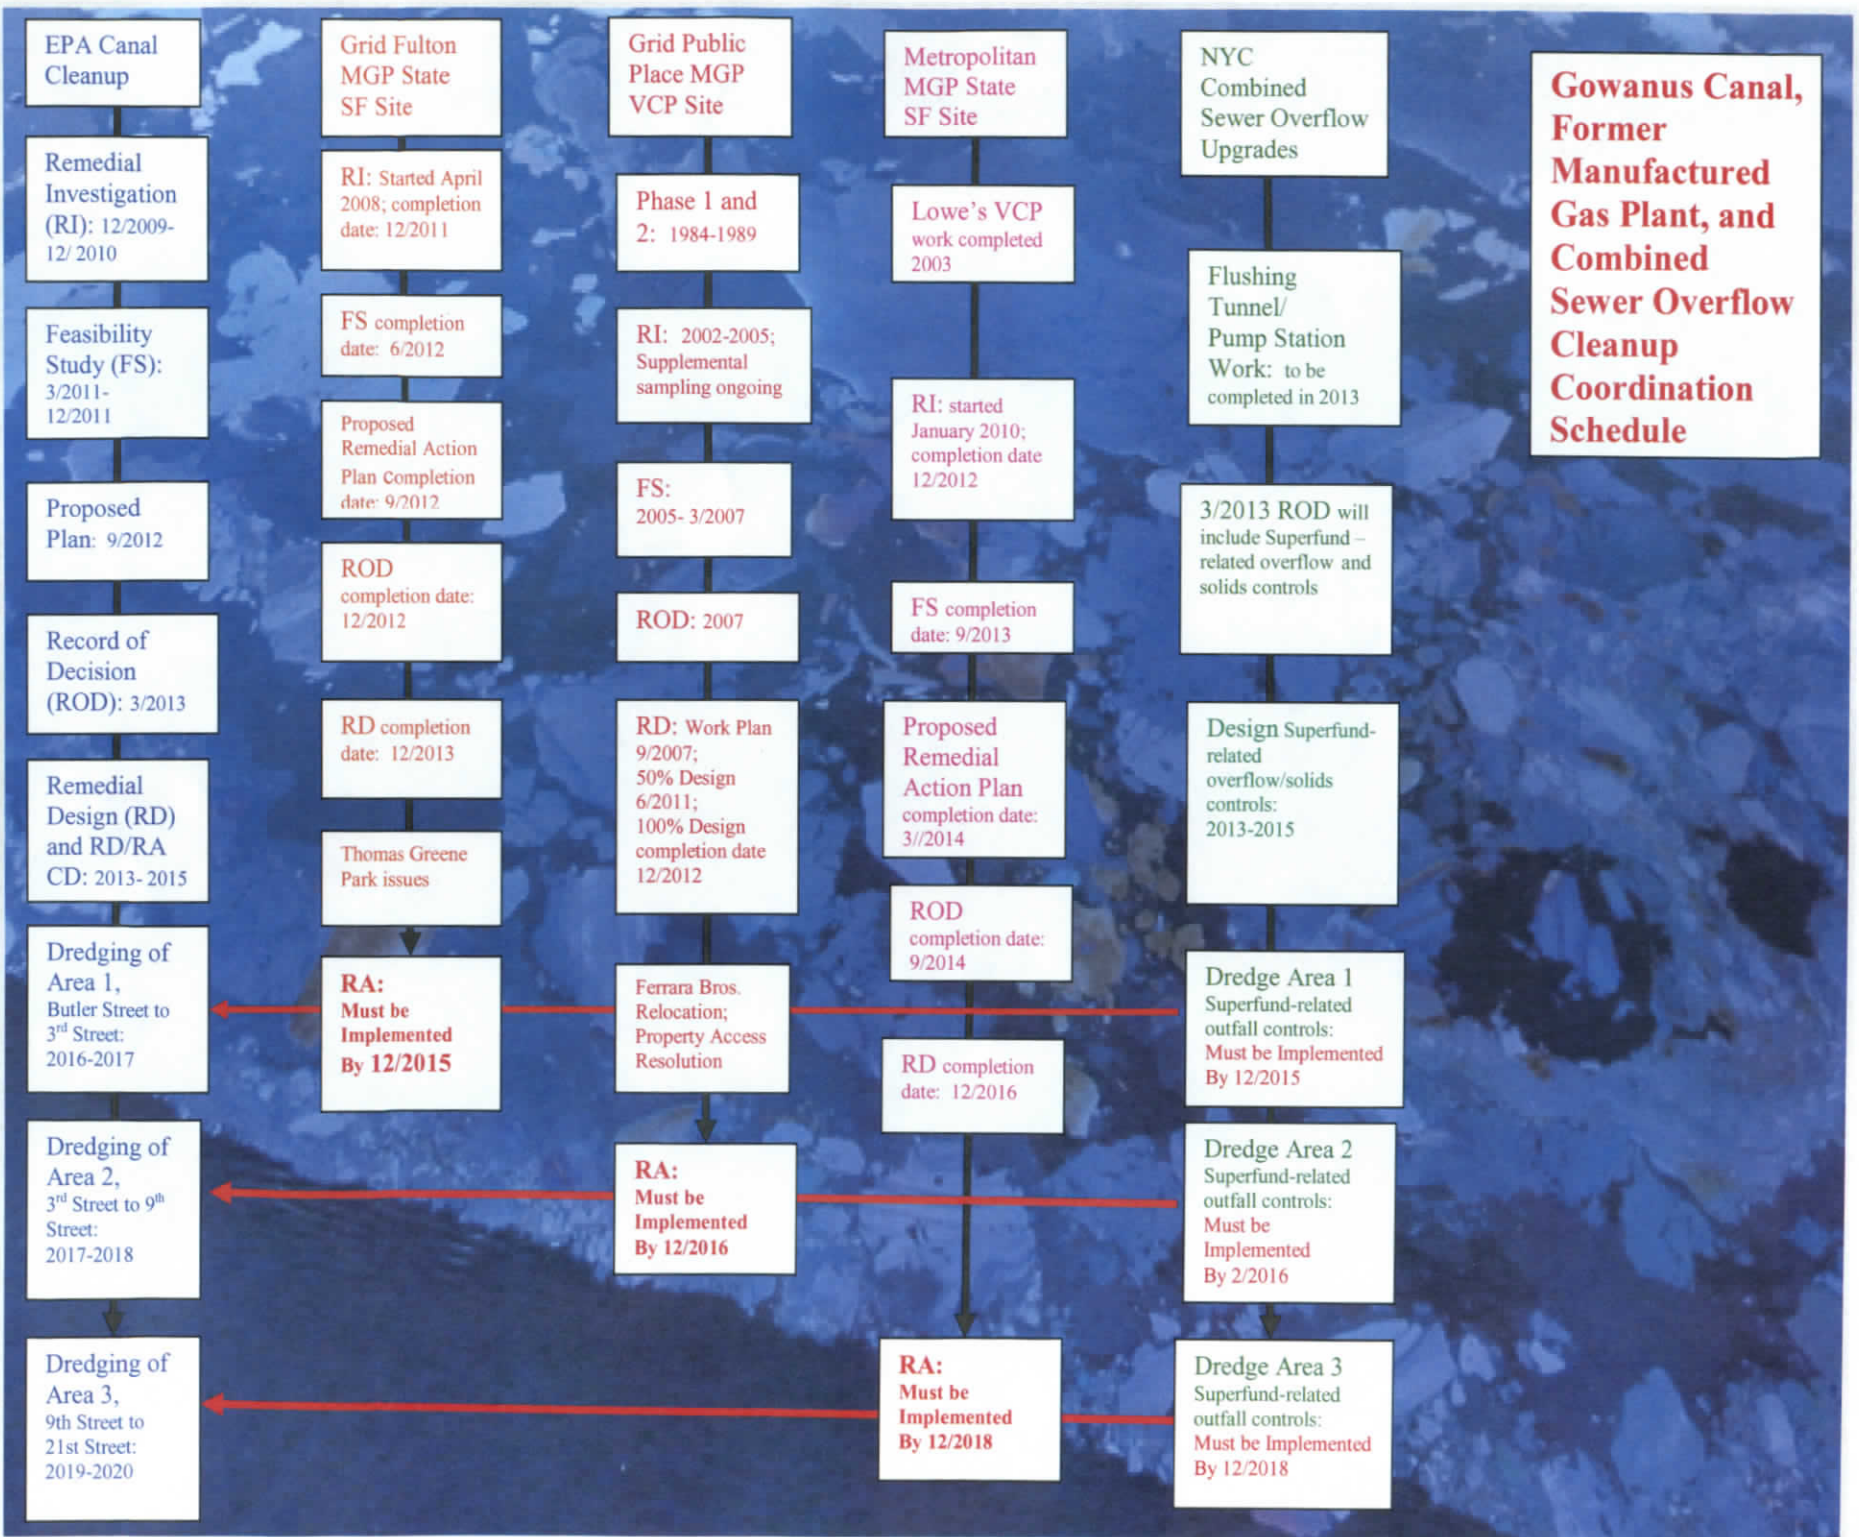 EPA Canal
Cleanup
Remedial
Investigation
(RI): 12/2009-
12/ 2010
Feasibility
Study (FS):
3/2011-
12/2011
Proposed
Plan: 9/2012
Record of
Decision
(ROD): 3/2013
Remedial
Design (RD)
and RD/RA
CD: 2013- 2015
Dredging of
Area 1,
Butler Street to
3rd Street:
2016-2017
Dredging of
Area 2,
3rd Street to 9th
Street:
2017-2018
Dredging of
Area 3,
9th Street to
21st Street:
2019-2020
Grid Fulton
MGP State
SF Site
RI: Started April
2008; completion
date: 12/2011
FS completion
date: 6/2012
Proposed
Remedial Action
Plan Completion
date: 9/2012
ROD
completion date:
12/2012
RD completion
date: 12/2013
Thomas Greene
Park issues
RA:
Must be
Implemented
By 12/2015
Grid Public
Place MGP
VCP Site
Phase 1 and
2: 1984-1989
RI: 2002-2005;
Supplemental
sampling ongoing
FS:
2005- 3/2007
ROD: 2007
RD: Work Plan
9/2007;
50% Design
6/2011;
100% Design
completion date
12/2012
Ferrara Bros.
Relocation;
Property Access
Resolution
RA:
Must be
Implemented
By 12/2016
Metropolitan
MGP State
SF Site
Lowe's VCP
work completed
2003
RI: started
January 2010;
completion date
12/2012
FS completion
date: 9/2013
Proposed
Remedial
Action Plan
completion date:
3//2014
ROD
completion date:
9/2014
RD completion
date: 12/2016
RA:
Must be
Implemented
By 12/2018
NYC
Combined
Sewer Overflow
Upgrades
Flushing
Tunnel/
Pump Station
Work: to be
completed in 2013
3/2013 ROD will
include Superfund –
related overflow and
solids controls
Design Superfund-
related
overflow/solids
controls:
2013-2015
Dredge Area 1
Superfund-related
outfall controls:
Must be Implemented
By 12/2015
Dredge Area 2
Superfund-related
outfall controls:
Must be
Implemented
By 2/2016
Dredge Area 3
Superfund-related
outfall controls:
Must be Implemented
By 12/2018
Gowanus Canal,
Former
Manufactured
Gas Plant, and
Combined
Sewer Overflow
Cleanup
Coordination
Schedule